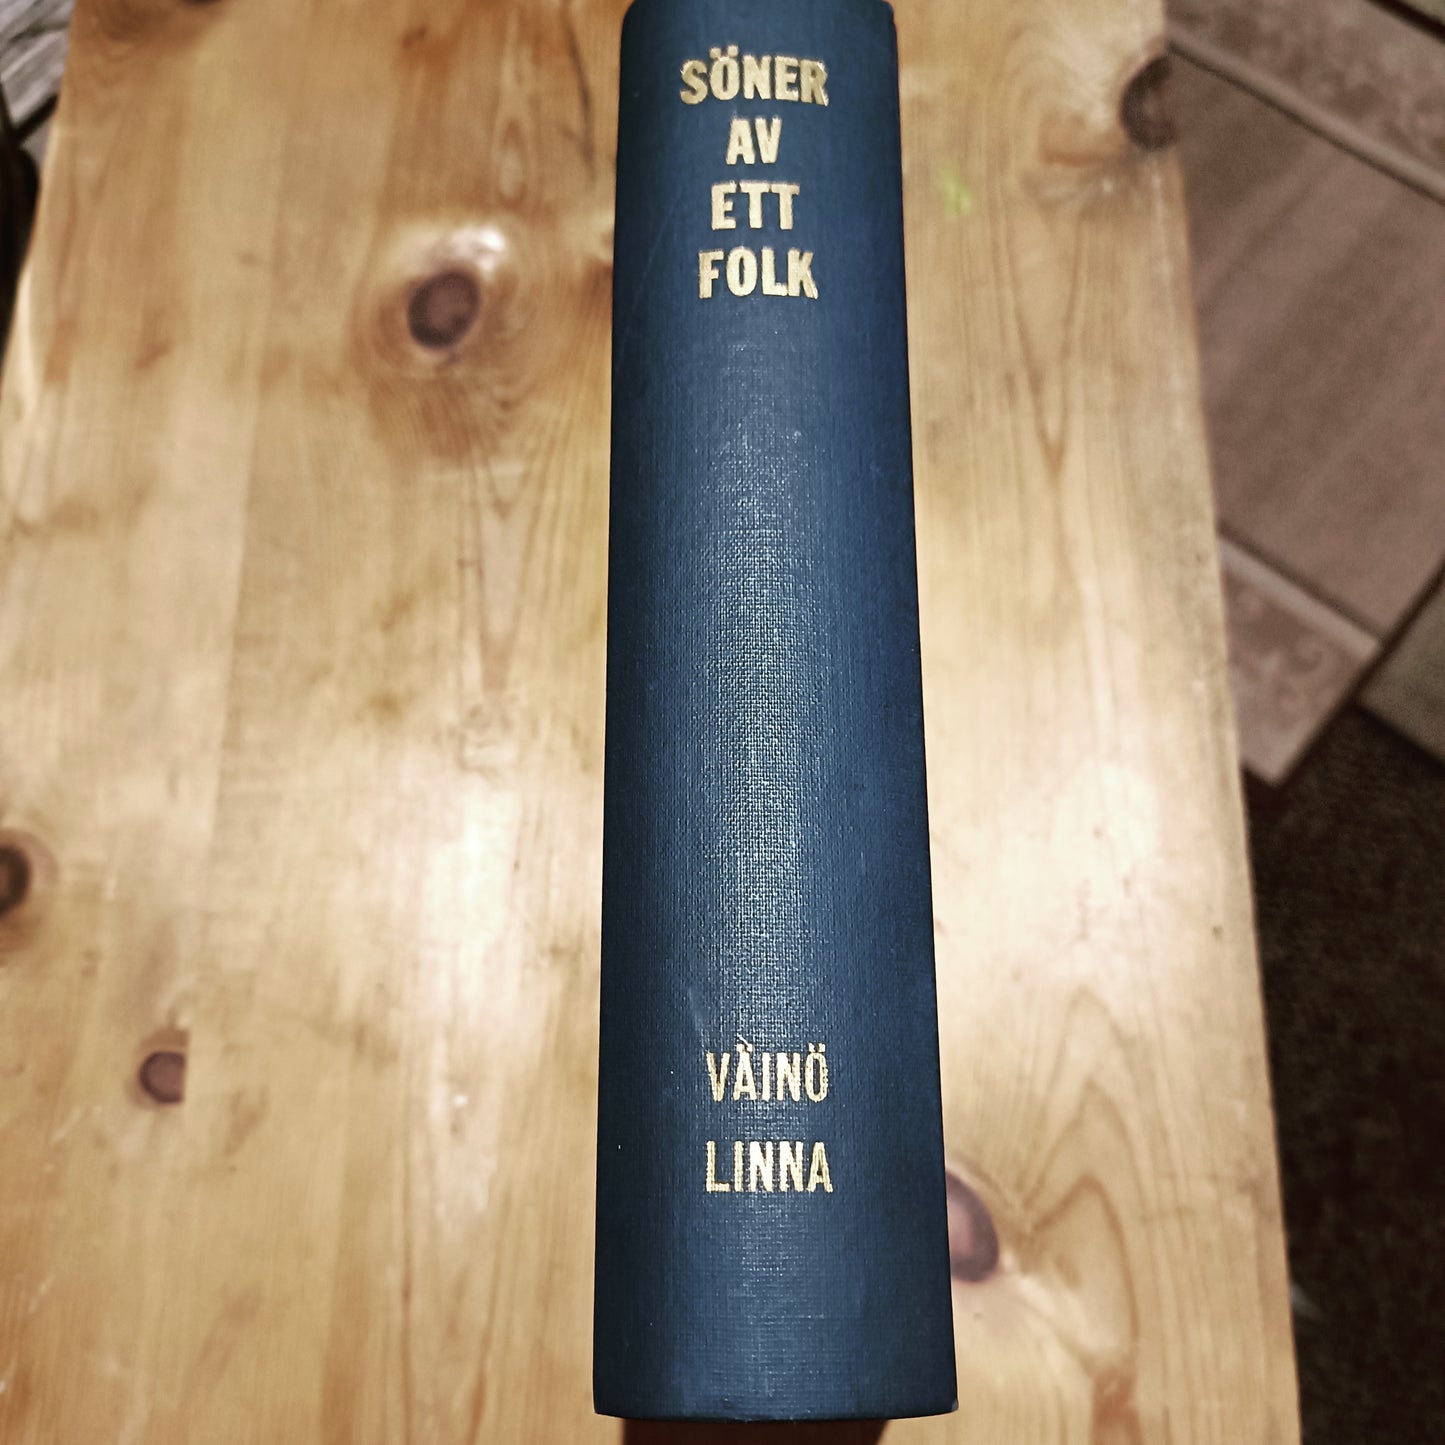 SÖNER
AV
ETT
FOLK
VÄINÖ
LINNA